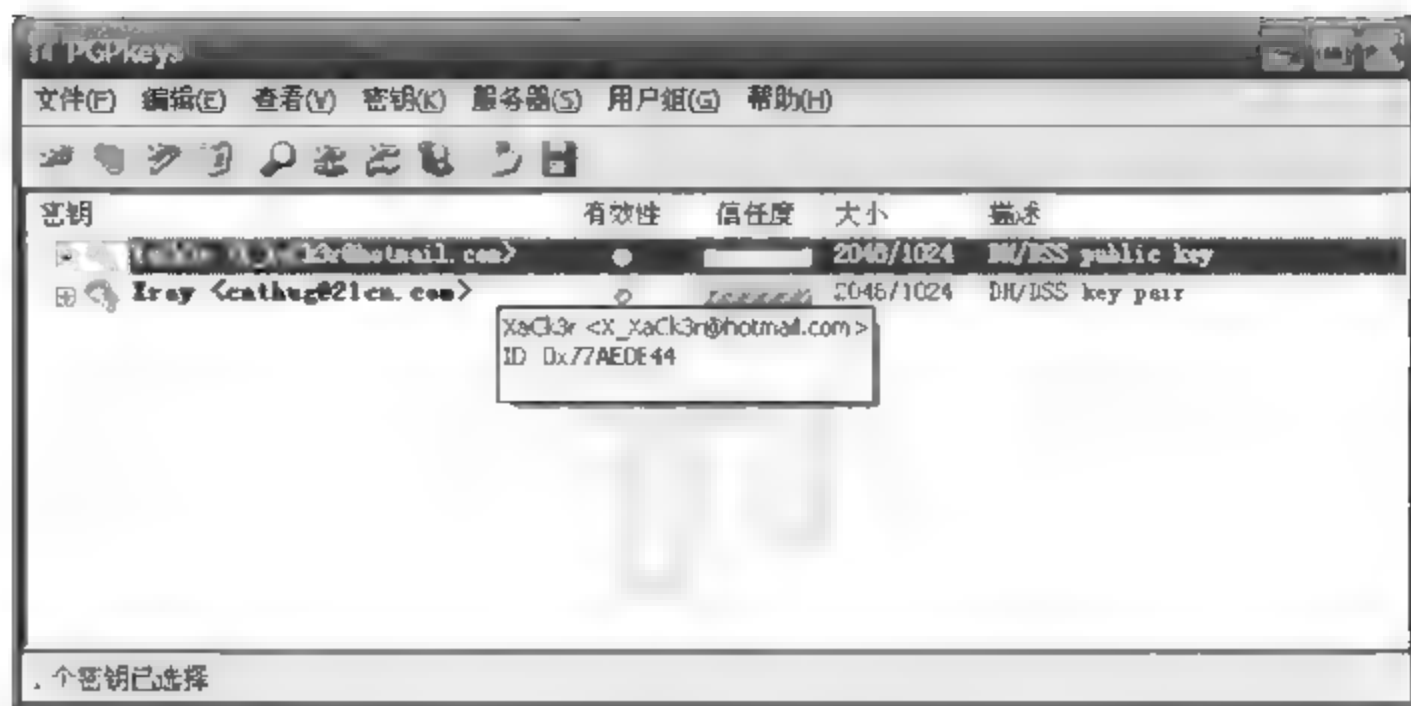 PGPkeys
文件(F) 编辑(E) 查看(V) 密钥(K) 服务器(S) 用户组(G) 帮助(H)
密钥 有效性 信任度 大小 描述
k3r@hotmail.com> 2048/1024 DH/DSS public key
Xray <cnthug@21cn.com> 2048/1024 DH/DSS key pair
XaCk3r <X_XaCk3r@hotmail.com>
ID 0x77AE0E44
个密钥已选择